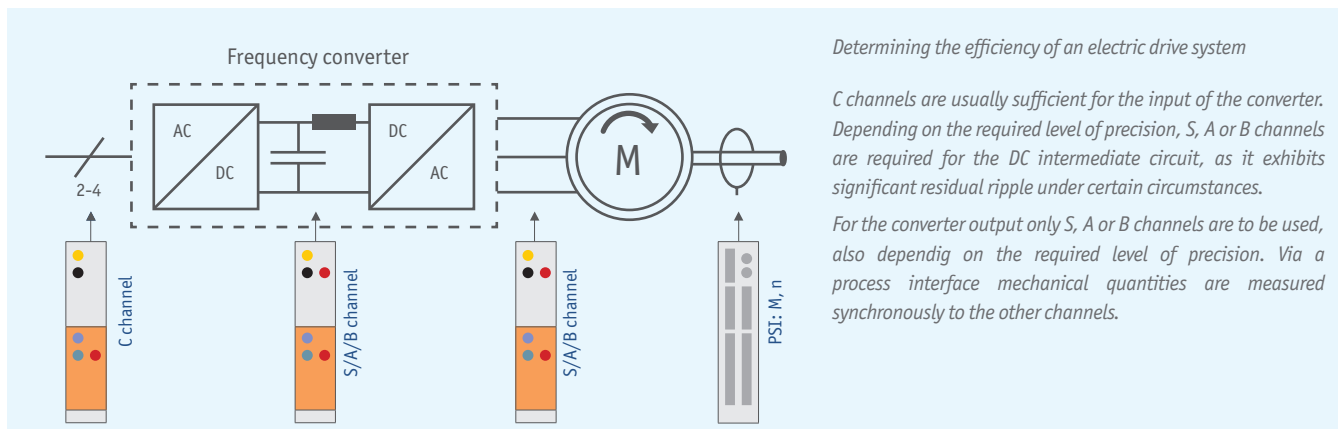 Frequency converter
AC
DC
DC
AC
M
2-4
C channel
S/A/B channel
S/A/B channel
PSI: M, n
Determining the efficiency of an electric drive system
C channels are usually sufficient for the input of the converter.
Depending on the required level of precision, S, A or B channels
are required for the DC intermediate circuit, as it exhibits
significant residual ripple under certain circumstances.
For the converter output only S, A or B channels are to be used,
also dependig on the required level of precision. Via a
process interface mechanical quantities are measured
synchronously to the other channels.